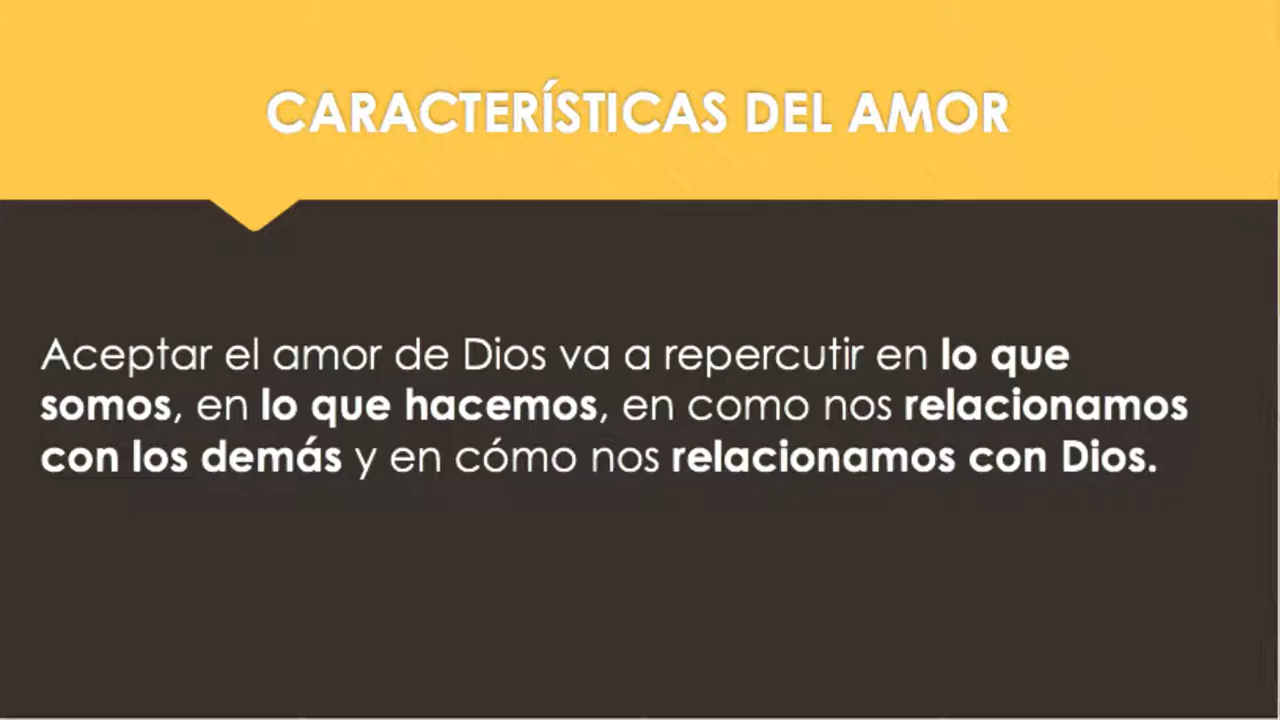 CARACTERÍSTICAS DEL AMOR
Aceptar el amor de Dios va a repercutir en lo que
somos, en lo que hacemos, en como nos relacionamos
con los demás y en cómo nos relacionamos con Dios.